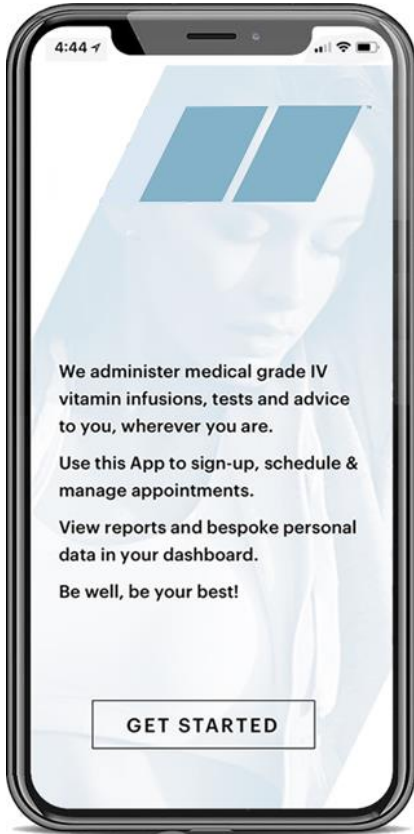 4:44
™
We administer medical grade IV
vitamin infusions, tests and advice
to you, wherever you are.
Use this App to sign-up, schedule &
manage appointments.
View reports and bespoke personal
data in your dashboard.
Be well, be your best!
GET STARTED